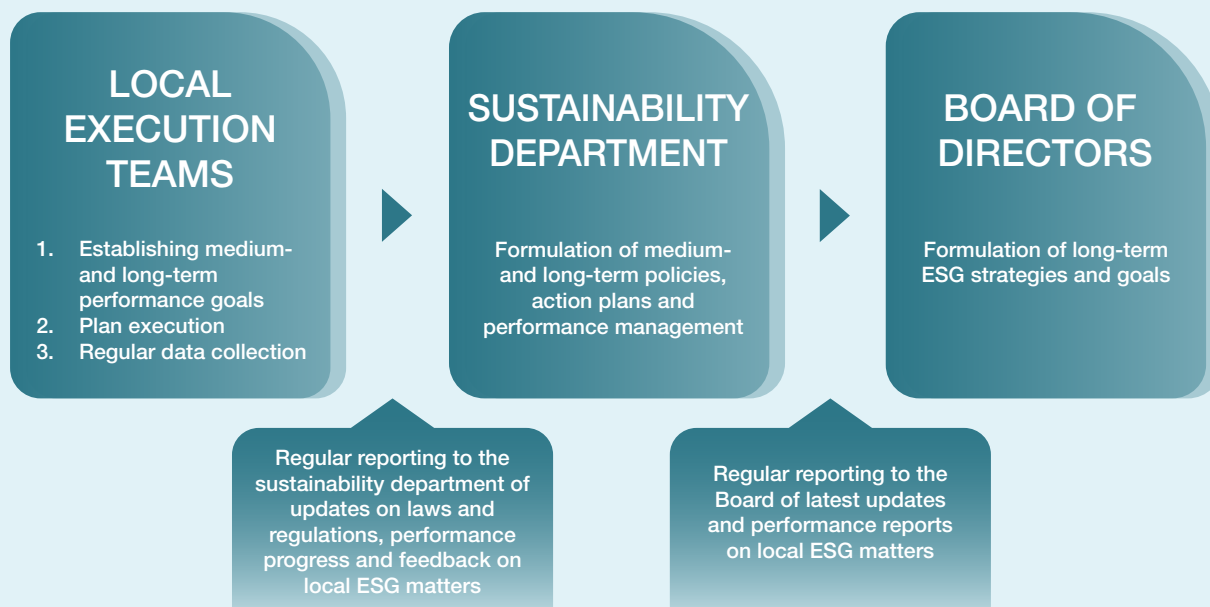 LOCAL
EXECUTION
TEAMS
1. Establishing medium-
and long-term
performance goals
2. Plan execution
3. Regular data collection
SUSTAINABILITY
DEPARTMENT
Formulation of medium-
and long-term policies,
action plans and
performance management
BOARD OF
DIRECTORS
Formulation of long-term
ESG strategies and goals
Regular reporting to the
sustainability department of
updates on laws and
regulations, performance
progress and feedback on
local ESG matters
Regular reporting to the
Board of latest updates
and performance reports
on local ESG matters